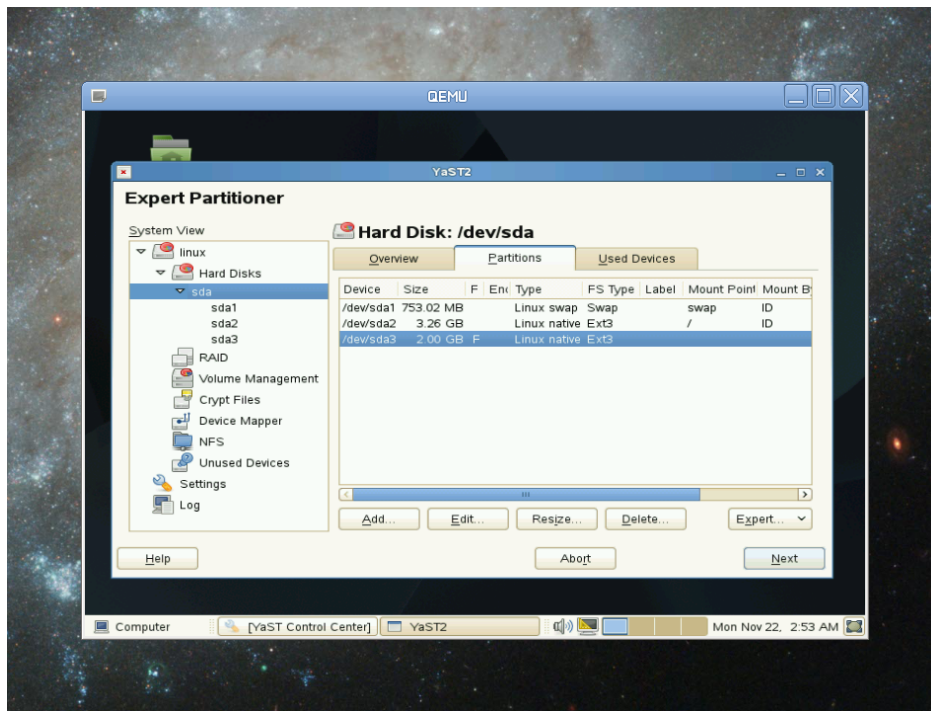 QEMU
YaST2
Expert Partitioner
System View
linux
Hard Disks
sda
sda1
sda2
sda3
RAID
Volume Management
Crypt Files
Device Mapper
NFS
Unused Devices
Settings
Log
Hard Disk: /dev/sda
Overview Partitions Used Devices
Device Size F Enc Type FS Type Label Mount Point Mount B
/dev/sda1 753.02 MB Linux swap Swap swap ID
/dev/sda2 3.26 GB Linux native Ext3 / ID
/dev/sda3 2.00 GB F Linux native Ext3
Add... Edit... Resize... Delete... Expert...
Help Abort Next
Computer [YaST Control Center] YaST2 Mon Nov 22, 2:53 AM